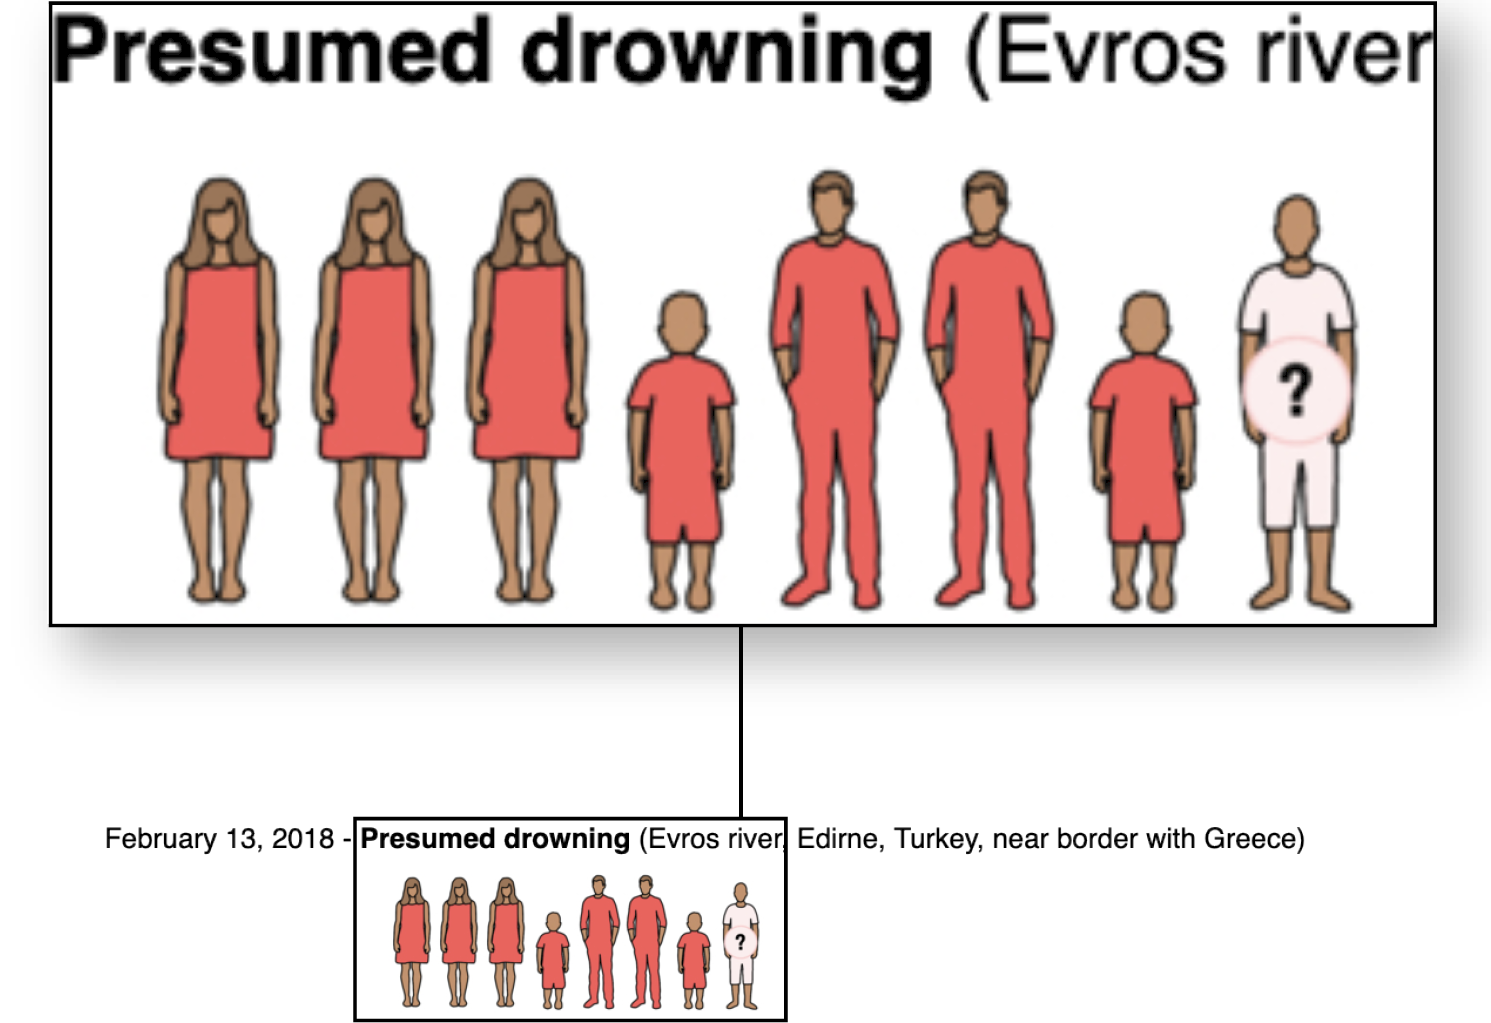 Presumed drowning (Evros river
?
February 13, 2018 - Presumed drowning (Evros river, Edirne, Turkey, near border with Greece)
?